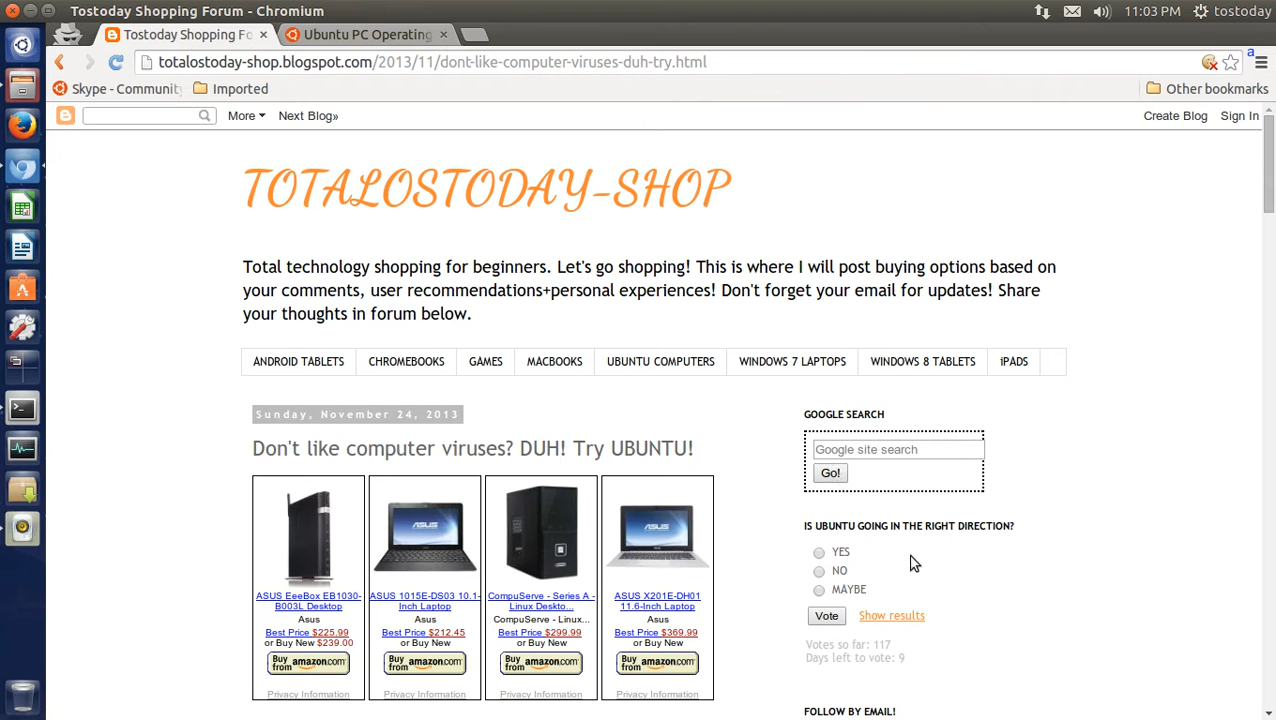 Tostoday Shopping Forum - Chromium
11:03 PM
tostoday
Tostoday Shopping Fo
Ubuntu PC Operating
totalostoday-shop.blogspot.com/2013/11/dont-like-computer-viruses-duh-try.html
Skype - Community
Imported
Other bookmarks
More
Next Blog»
Create Blog
Sign In
TOTALOSTODAY-SHOP
Total technology shopping for beginners. Let's go shopping! This is where I will post buying options based on
your comments, user recommendations+personal experiences! Don't forget your email for updates! Share
your thoughts in forum below.
ANDROID TABLETS
CHROMEBOOKS
GAMES
MACBOOKS
UBUNTU COMPUTERS
WINDOWS 7 LAPTOPS
WINDOWS 8 TABLETS
iPADS
Sunday, November 24, 2013
Don't like computer viruses? DUH! Try UBUNTU!
ASUS EeeBox EB1030-
B003L Desktop
Asus
Best Price $225.99
or Buy New $239.00
Buy from amazon.com
Privacy Information
ASUS 1015E-DS03 10.1-
Inch Laptop
Asus
Best Price $212.45
or Buy New
Buy from amazon.com
Privacy Information
CompuServe - Series A -
Linux Deskto...
CompuServe - Linux...
Best Price $299.99
or Buy New
Buy from amazon.com
Privacy Information
ASUS X201E-DH01
11.6-Inch Laptop
Asus
Best Price $369.99
or Buy New
Buy from amazon.com
Privacy Information
GOOGLE SEARCH
Google site search
Go!
IS UBUNTU GOING IN THE RIGHT DIRECTION?
YES
NO
MAYBE
Vote
Show results
Votes so far: 117
Days left to vote: 9
FOLLOW BY EMAIL!